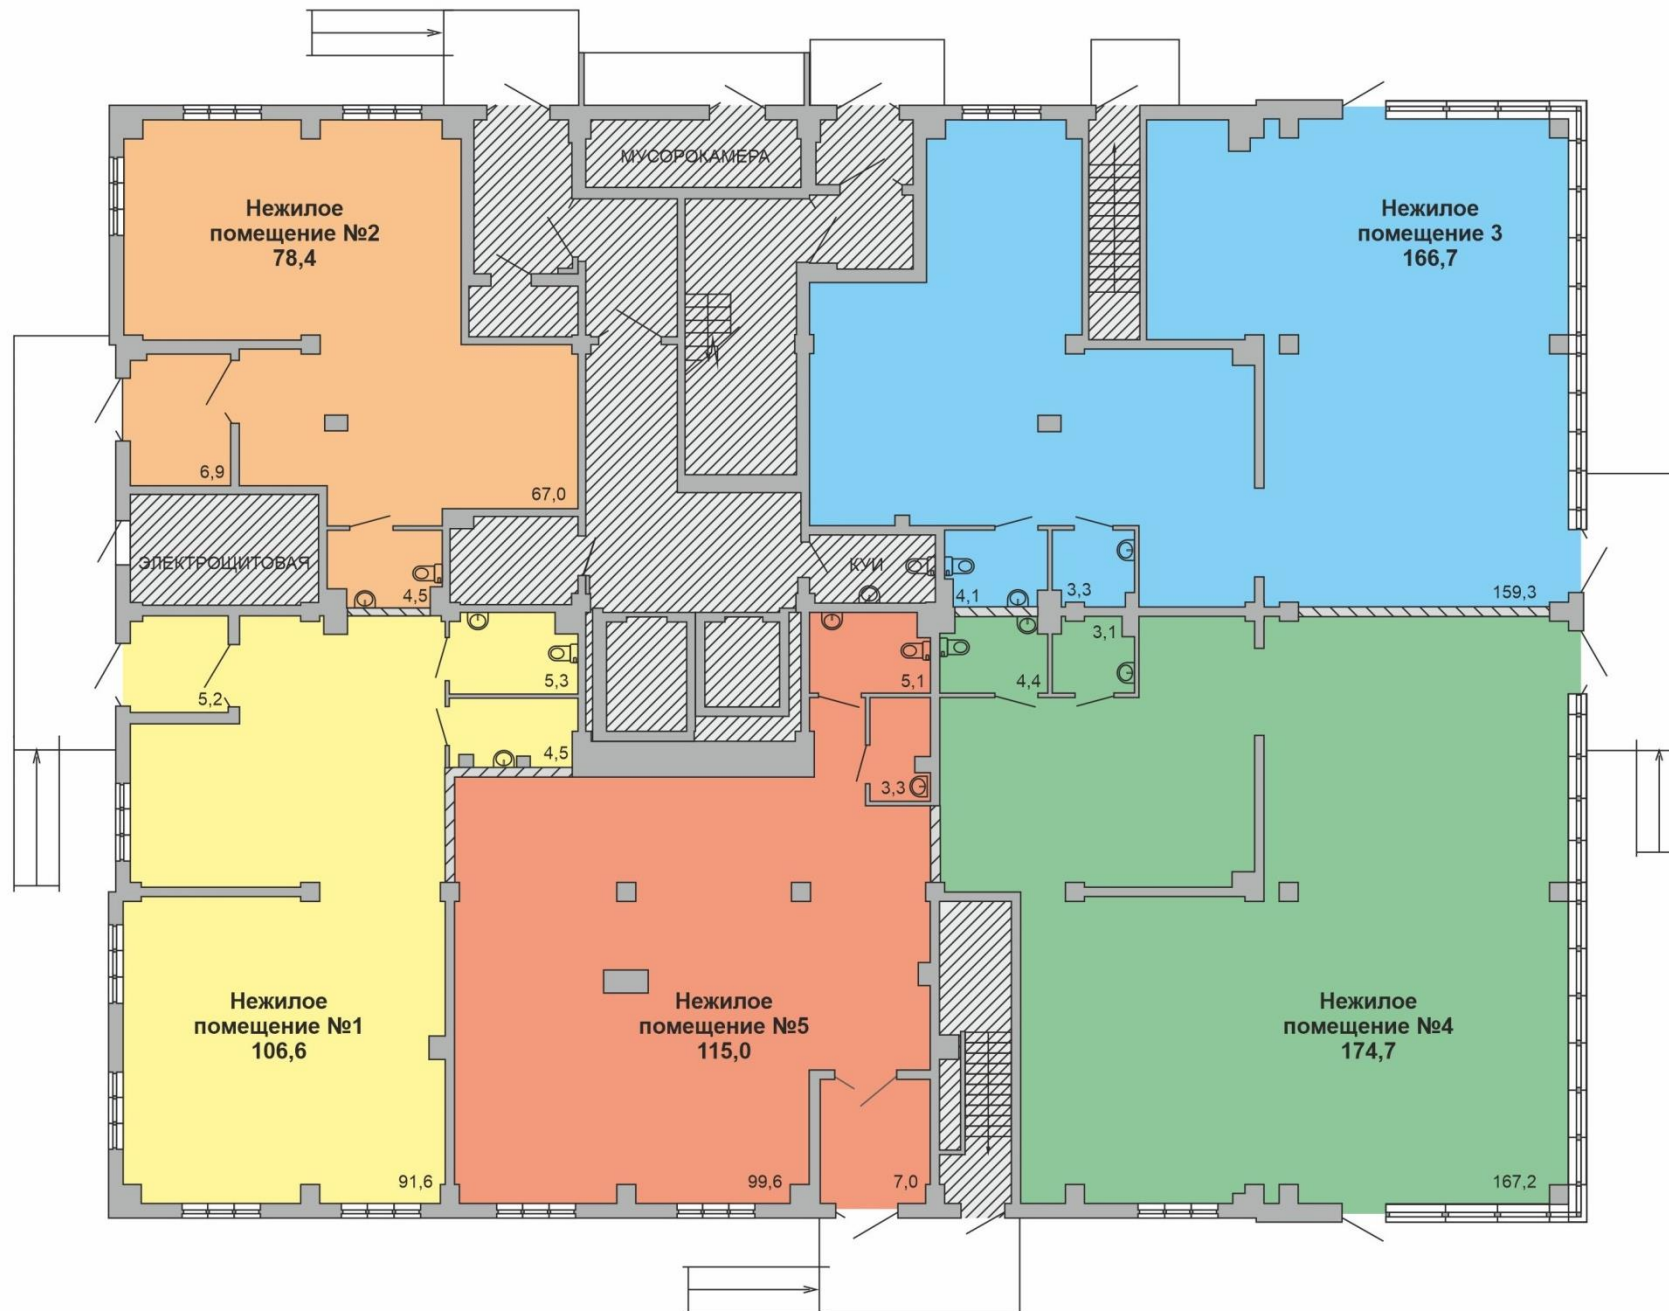 МУСОРОКАМЕРА
Нежилое
помещение №2
78,4
Нежилое
помещение 3
166,7
6,9
67,0
ЭЛЕКТРОЩИТОВАЯ
КУИ
4,5
4,1
3,3
159,3
5,2
5,3
5,1
4,4
3,1
4,5
3,3
Нежилое
помещение №1
106,6
Нежилое
помещение №5
115,0
Нежилое
помещение №4
174,7
91,6
99,6
7,0
167,2